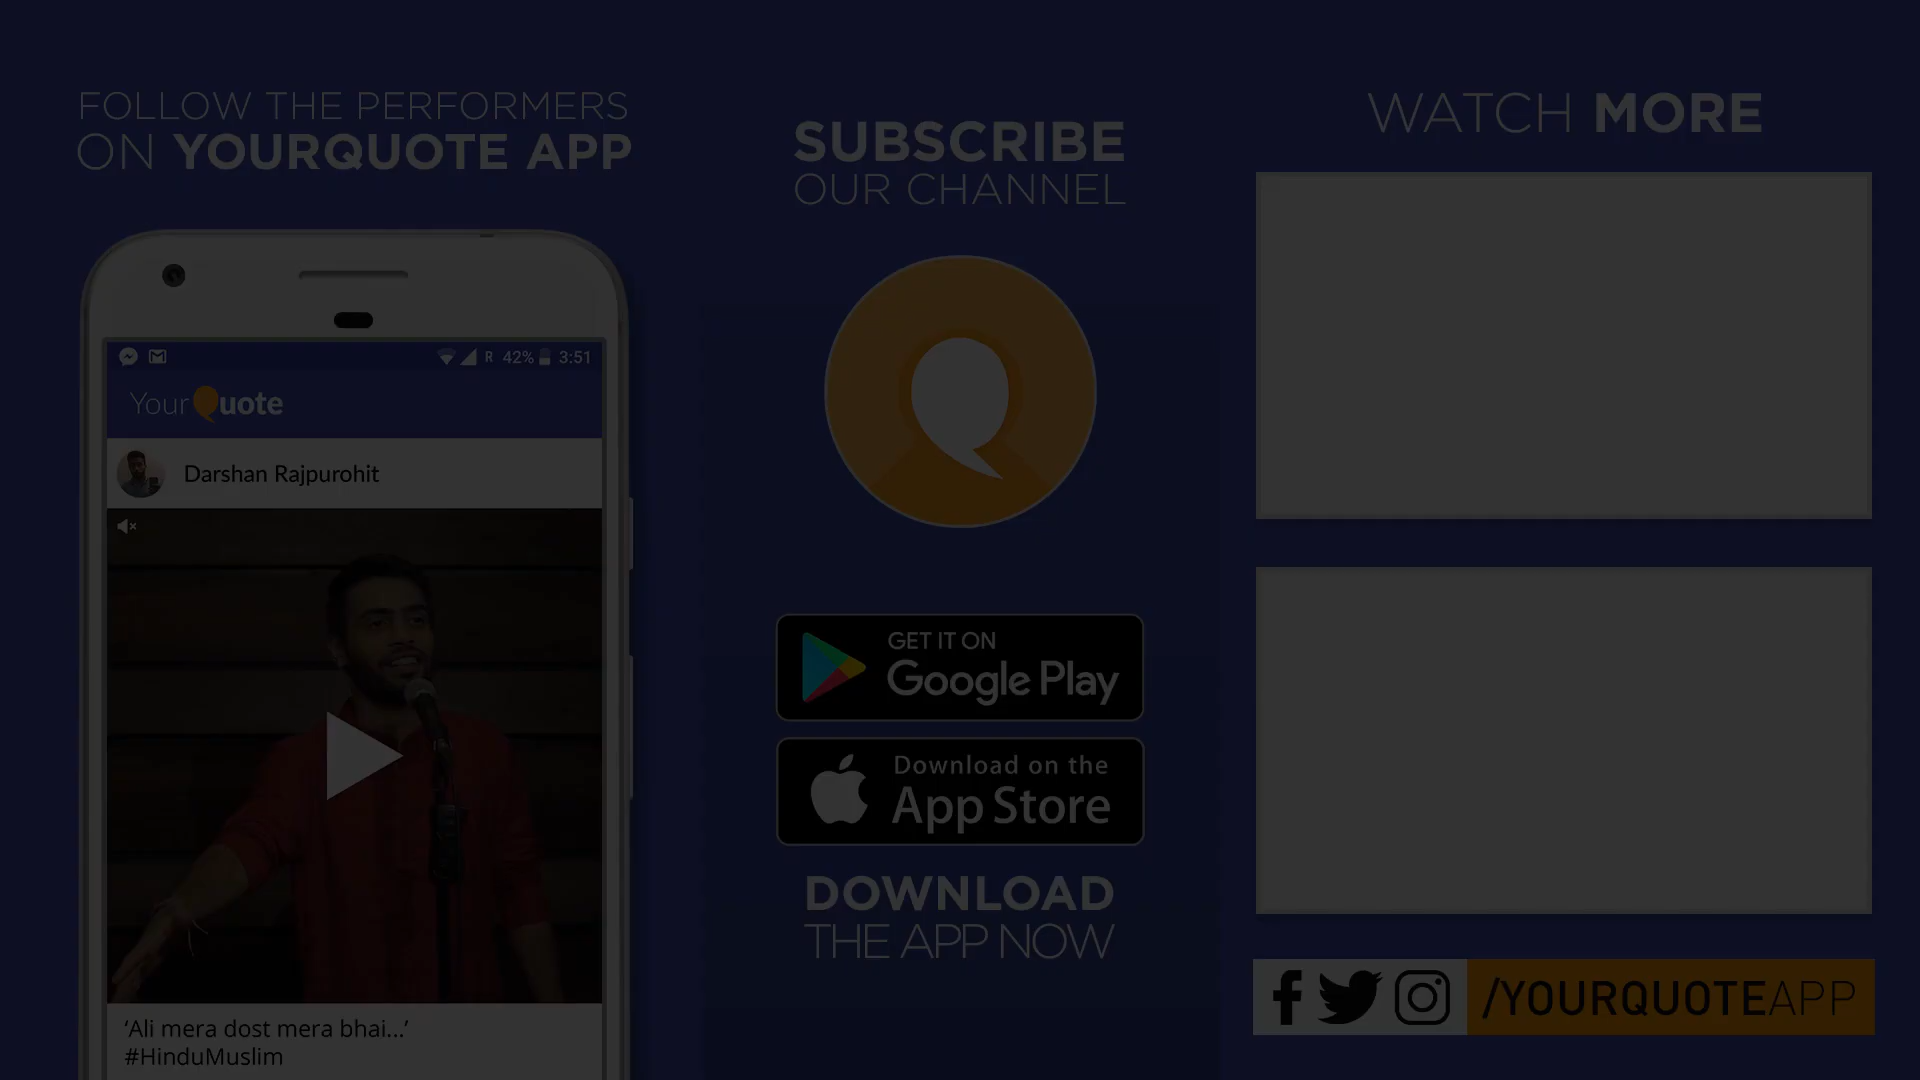 FOLLOW THE PERFORMERS
ON YOURQUOTE APP
R 42% 3:51
YourQuote
Darshan Rajpurohit
‘Ali mera dost mera bhai...’
#HinduMuslim
SUBSCRIBE
OUR CHANNEL
GET IT ON
Google Play
Download on the
App Store
DOWNLOAD
THE APP NOW
WATCH MORE
/YOURQUOTEAPP